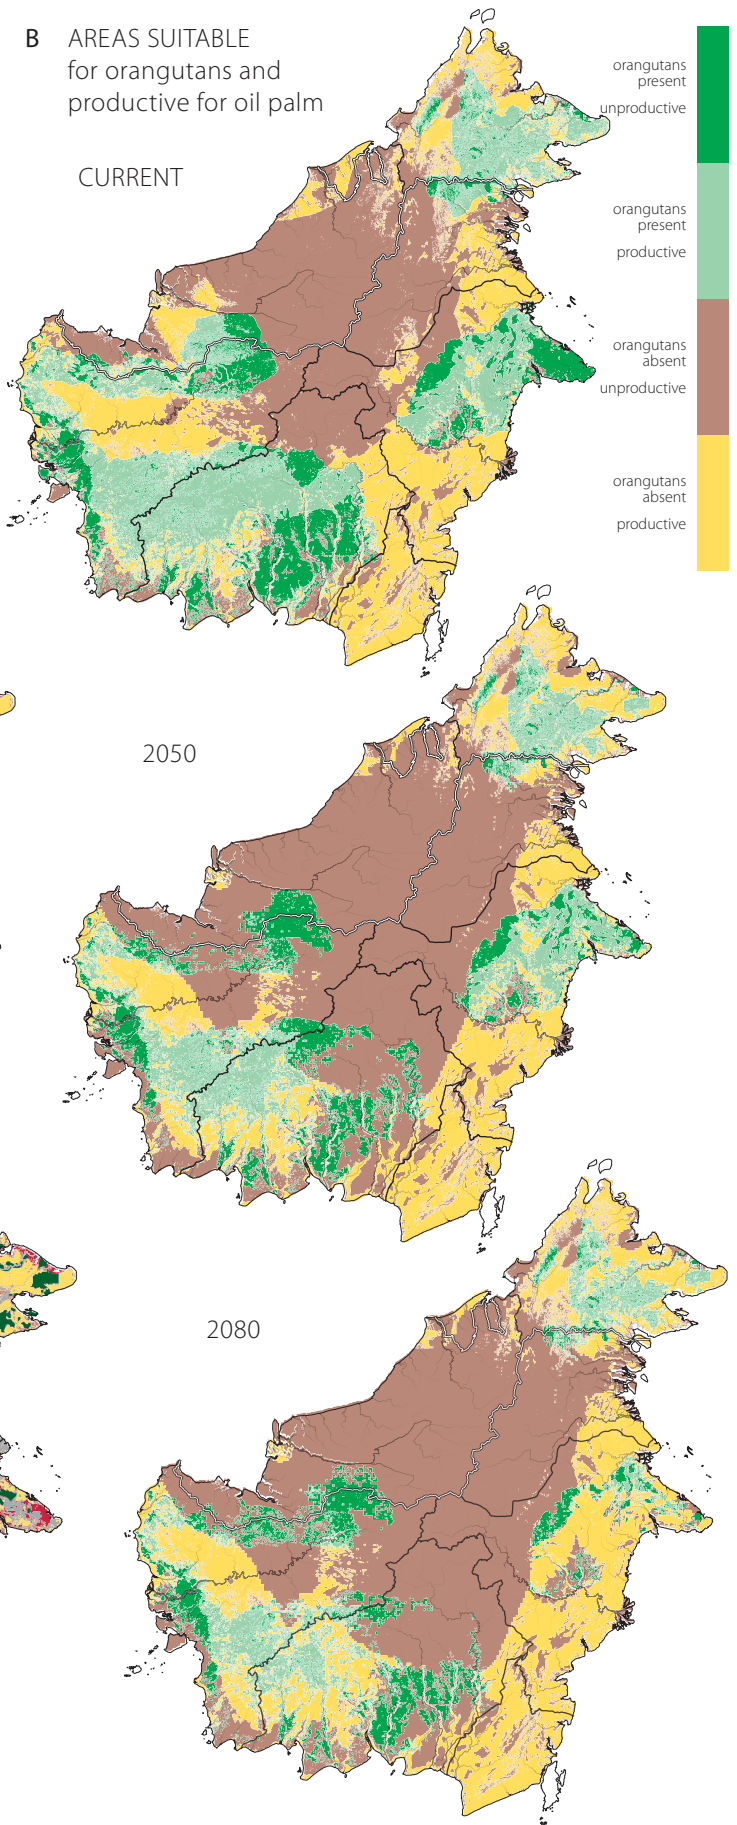 B AREAS SUITABLE
for orangutans and
productive for oil palm
CURRENT
orangutans
present
unproductive
orangutans
present
productive
orangutans
absent
unproductive
orangutans
absent
productive
2050
2080